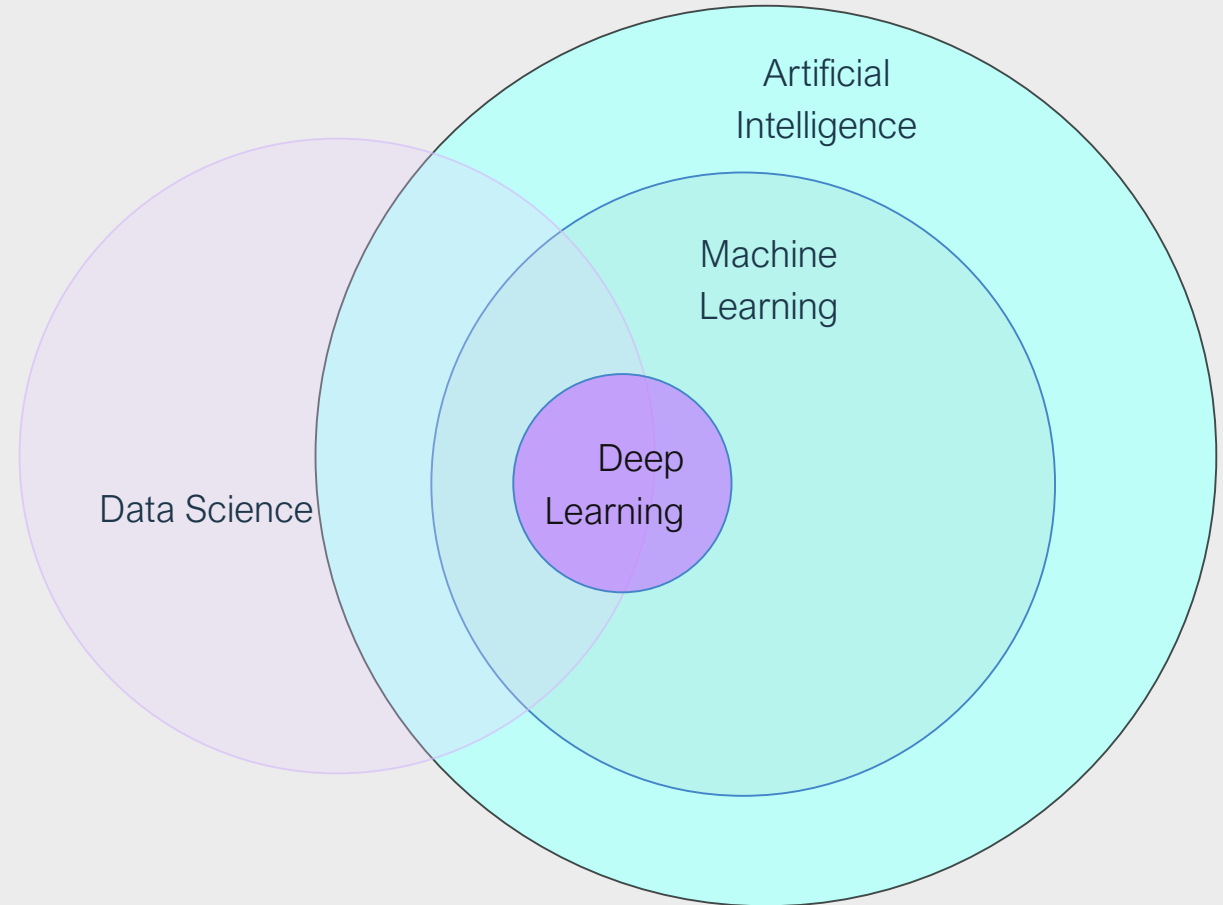 Artificial
Intelligence
Machine
Learning
Deep
Learning
Data Science